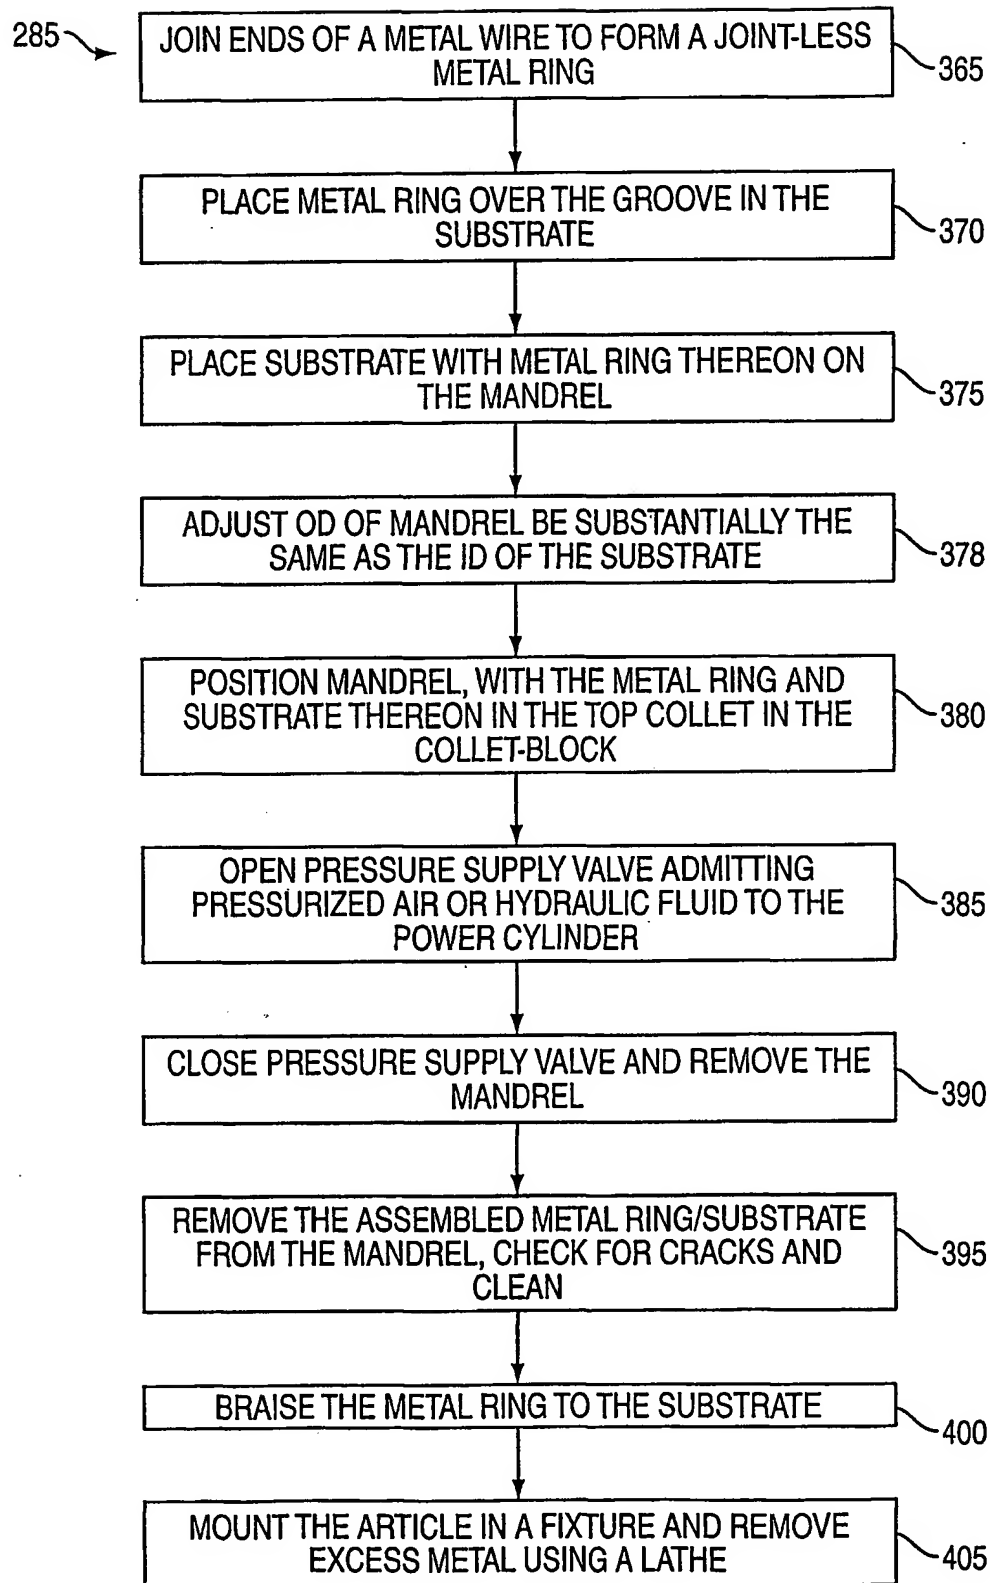 285
JOIN ENDS OF A METAL WIRE TO FORM A JOINT-LESS
METAL RING
365
PLACE METAL RING OVER THE GROOVE IN THE
SUBSTRATE
370
PLACE SUBSTRATE WITH METAL RING THEREON ON
THE MANDREL
375
ADJUST OD OF MANDREL BE SUBSTANTIALLY THE
SAME AS THE ID OF THE SUBSTRATE
378
POSITION MANDREL, WITH THE METAL RING AND
SUBSTRATE THEREON IN THE TOP COLLET IN THE
COLLET-BLOCK
380
OPEN PRESSURE SUPPLY VALVE ADMITTING
PRESSURIZED AIR OR HYDRAULIC FLUID TO THE
POWER CYLINDER
385
CLOSE PRESSURE SUPPLY VALVE AND REMOVE THE
MANDREL
390
REMOVE THE ASSEMBLED METAL RING/SUBSTRATE
FROM THE MANDREL, CHECK FOR CRACKS AND
CLEAN
395
BRAISE THE METAL RING TO THE SUBSTRATE
400
MOUNT THE ARTICLE IN A FIXTURE AND REMOVE
EXCESS METAL USING A LATHE
405